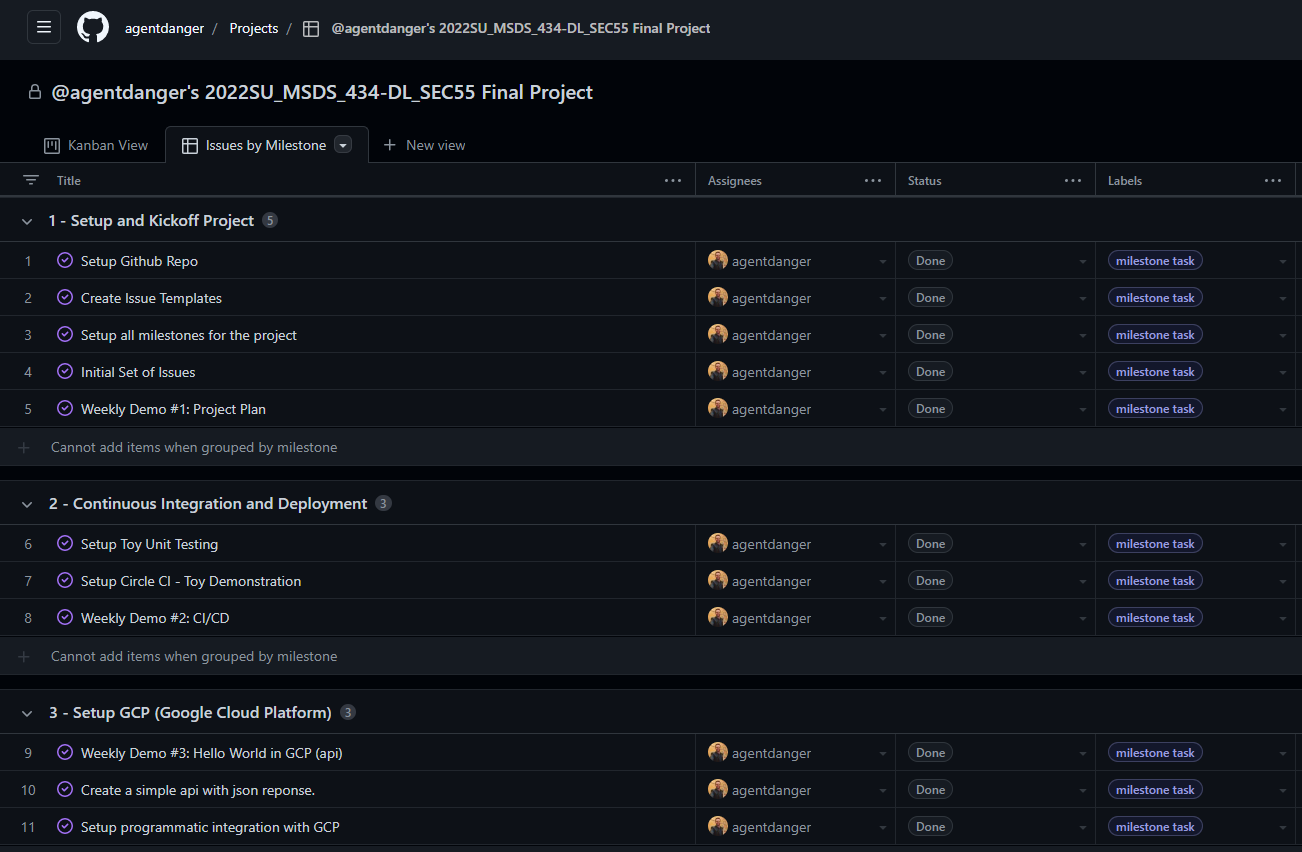 agentdanger / Projects / @agentdanger's 2022SU_MSDS_434-DL_SEC55 Final Project
@agentdanger's 2022SU_MSDS_434-DL_SEC55 Final Project
Kanban View Issues by Milestone + New view
Title ... Assignees ... Status ... Labels ...
1 - Setup and Kickoff Project 5
1 Setup Github Repo agentdanger Done milestone task
2 Create Issue Templates agentdanger Done milestone task
3 Setup all milestones for the project agentdanger Done milestone task
4 Initial Set of Issues agentdanger Done milestone task
5 Weekly Demo #1: Project Plan agentdanger Done milestone task
+ Cannot add items when grouped by milestone
2 - Continuous Integration and Deployment 3
6 Setup Toy Unit Testing agentdanger Done milestone task
7 Setup Circle CI - Toy Demonstration agentdanger Done milestone task
8 Weekly Demo #2: CI/CD agentdanger Done milestone task
+ Cannot add items when grouped by milestone
3 - Setup GCP (Google Cloud Platform) 3
9 Weekly Demo #3: Hello World in GCP (api) agentdanger Done milestone task
10 Create a simple api with json reponse. agentdanger Done milestone task
11 Setup programmatic integration with GCP agentdanger Done milestone task